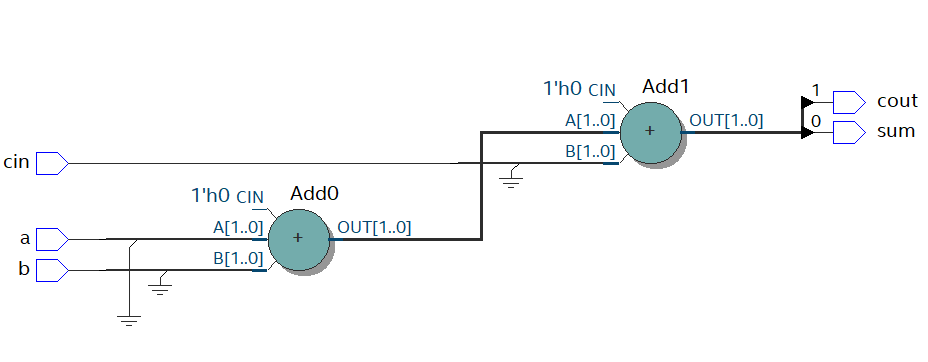 1'h0 CIN Add1
1
A[1..0] + OUT[1..0] 0
cout
sum
cin B[1..0]
1'h0 CIN Add0
a A[1..0] + OUT[1..0]
b B[1..0]